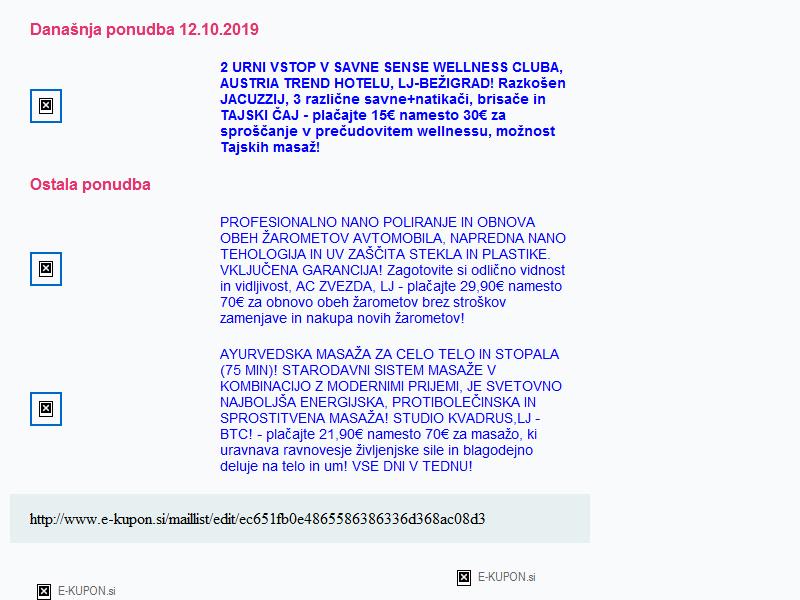 Današnja ponudba 12.10.2019
2 URNI VSTOP V SAVNE SENSE WELLNESS CLUBA,
AUSTRIA TREND HOTELU, LJ-BEŽIGRAD! Razkošen
JACUZZIJ, 3 različne savne+natikači, brisače in
TAJSKI ČAJ - plačajte 15€ namesto 30€ za
sproščanje v prečudovitem wellnessu, možnost
Tajskih masaž!
Ostala ponudba
PROFESIONALNO NANO POLIRANJE IN OBNOVA
OBEH ŽAROMETOV AVTOMOBILA, NAPREDNA NANO
TEHOLOGIJA IN UV ZAŠČITA STEKLA IN PLASTIKE.
VKLJUČENA GARANCIJA! Zagotovite si odlično vidnost
in vidljivost, AC ZVEZDA, LJ - plačajte 29,90€ namesto
70€ za obnovo obeh žarometov brez stroškov
zamenjave in nakupa novih žarometov!
AYURVEDSKA MASAŽA ZA CELO TELO IN STOPALA
(75 MIN)! STARODAVNI SISTEM MASAŽE V
KOMBINACIJO Z MODERNIMI PRIJEMI, JE SVETOVNO
NAJBOLJŠA ENERGIJSKA, PROTIBOLEČINSKA IN
SPROSTITVENA MASAŽA! STUDIO KVADRUS,LJ -
BTC! - plačajte 21,90€ namesto 70€ za masažo, ki
uravnava ravnovesje življenjske sile in blagodejno
deluje na telo in um! VSE DNI V TEDNU!
http://www.e-kupon.si/maillist/edit/ec651fb0e4865586386336d368ac08d3
E-KUPON.si
E-KUPON.si